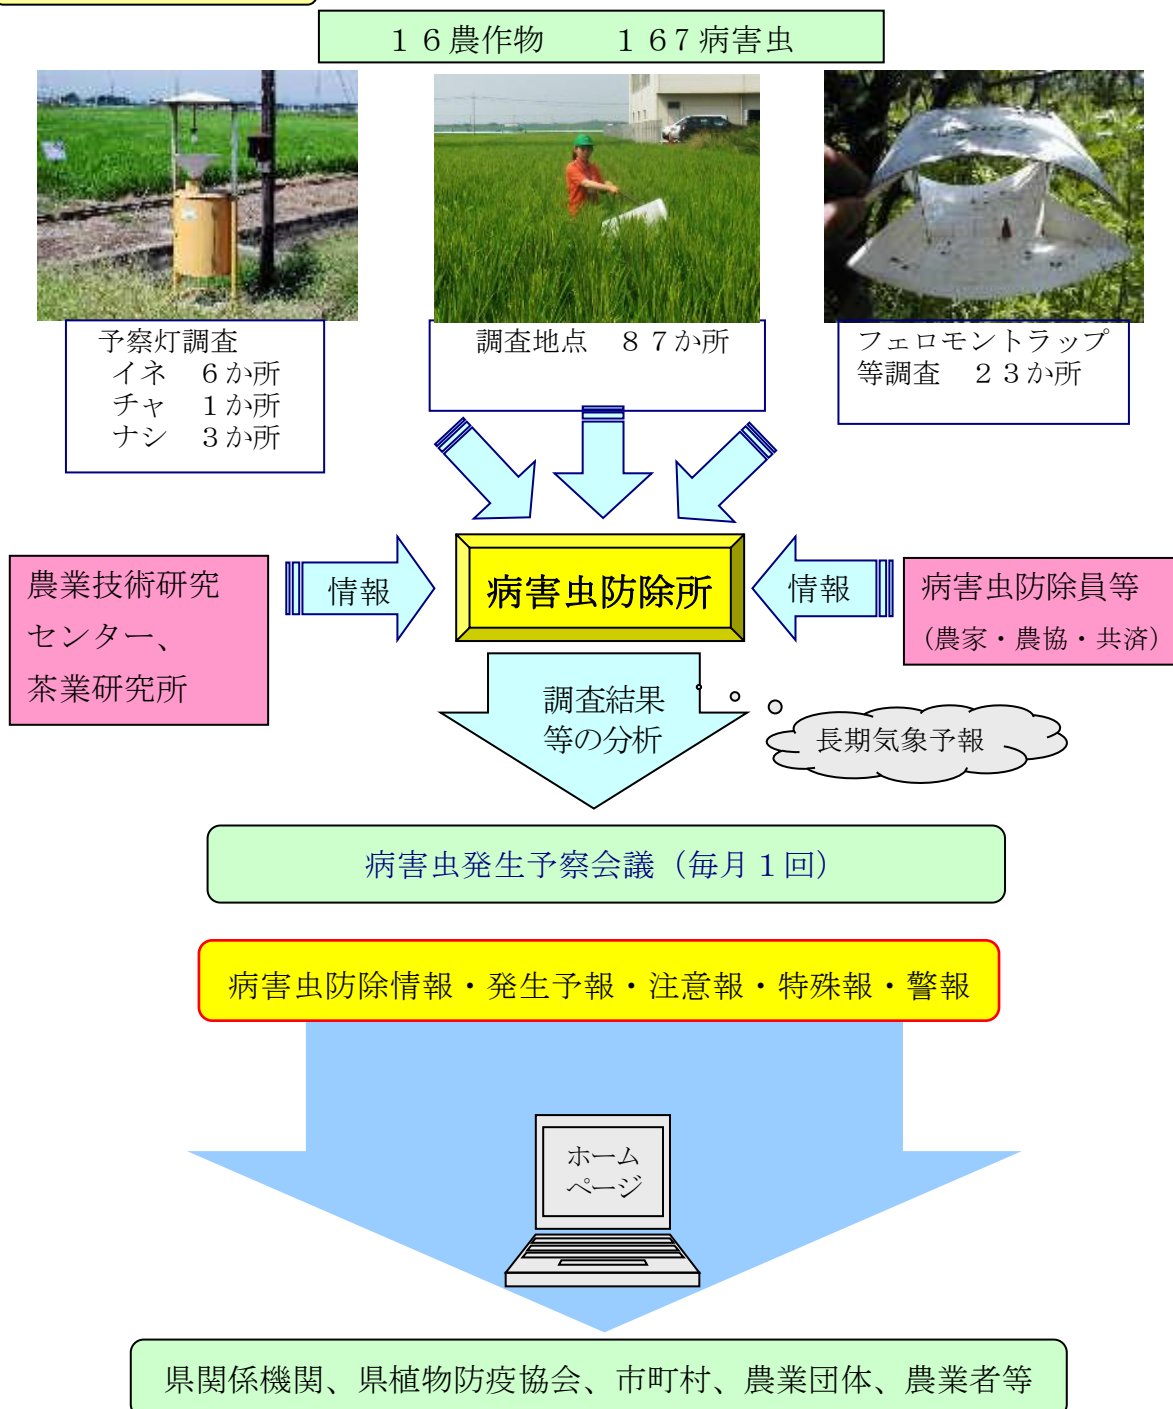 １６農作物　　１６7病害虫
予察灯調査
イネ　６か所
チャ　１か所
ナシ　３か所
調査地点　８７か所
フェロモントラップ
等調査　２３か所
農業技術研究
センター、
茶業研究所
情報
病害虫防除所
情報
病害虫防除員等
（農家・農協・共済）
調査結果
等の分析
長期気象予報
病害虫発生予察会議（毎月１回）
病害虫防除情報・発生予報・注意報・特殊報・警報
ホーム
ページ
県関係機関、県植物防疫協会、市町村、農業団体、農業者等